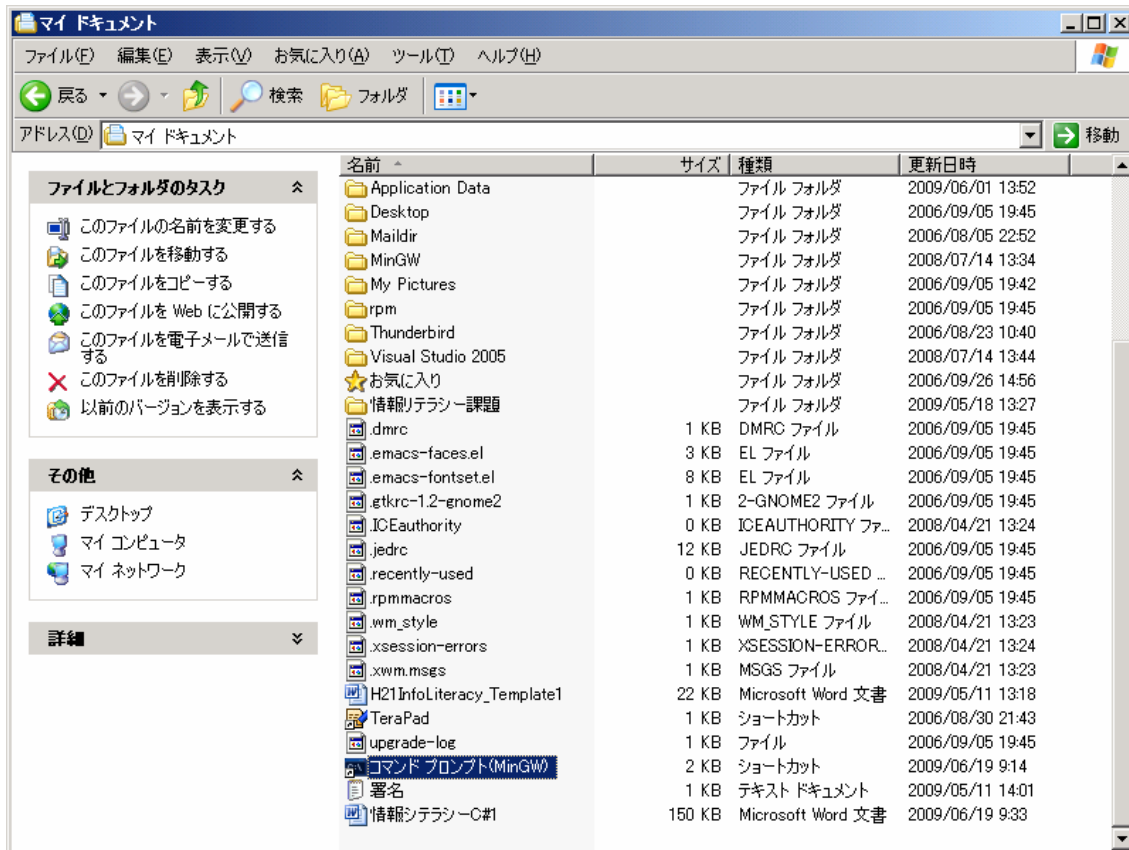 マイ ドキュメント
ファイル(F) 編集(E) 表示(V) お気に入り(A) ツール(T) ヘルプ(H)
戻る 検索 フォルダ
アドレス(D) マイ ドキュメント 移動
ファイルとフォルダのタスク
このファイルの名前を変更する
このファイルを移動する
このファイルをコピーする
このファイルを Web に公開する
このファイルを電子メールで送信
する
このファイルを削除する
以前のバージョンを表示する
その他
デスクトップ
マイ コンピュータ
マイ ネットワーク
詳細
名前 サイズ 種類 更新日時
Application Data ファイル フォルダ 2009/06/01 13:52
Desktop ファイル フォルダ 2006/09/05 19:45
Maildir ファイル フォルダ 2006/08/05 22:52
MinGW ファイル フォルダ 2008/07/14 13:34
My Pictures ファイル フォルダ 2006/09/05 19:42
rpm ファイル フォルダ 2006/09/05 19:45
Thunderbird ファイル フォルダ 2006/08/23 10:40
Visual Studio 2005 ファイル フォルダ 2008/07/14 13:44
お気に入り ファイル フォルダ 2006/09/26 14:56
情報リテラシー課題 ファイル フォルダ 2009/05/18 13:27
.dmrc 1 KB DMRC ファイル 2006/09/05 19:45
.emacs-faces.el 3 KB EL ファイル 2006/09/05 19:45
.emacs-fontset.el 8 KB EL ファイル 2006/09/05 19:45
.gtkrc-1.2-gnome2 1 KB 2-GNOME2 ファイル 2006/09/05 19:45
.ICEauthority 0 KB ICEAUTHORITY ファ... 2008/04/21 13:24
.jedrc 12 KB JEDRC ファイル 2006/09/05 19:45
.recently-used 0 KB RECENTLY-USED ... 2006/09/05 19:45
.rpmmacros 1 KB RPMMACROS ファイ... 2006/09/05 19:45
.wm_style 1 KB WM_STYLE ファイル 2008/04/21 13:23
.xsession-errors 1 KB XSESSION-ERROR... 2008/04/21 13:24
.xwm.msgs 1 KB MSGS ファイル 2008/04/21 13:23
H21InfoLiteracy_Template1 22 KB Microsoft Word 文書 2009/05/11 13:18
TeraPad 1 KB ショートカット 2006/08/30 21:43
upgrade-log 1 KB ファイル 2006/09/05 19:45
コマンド プロンプト(MinGW) 2 KB ショートカット 2009/06/19 9:14
署名 1 KB テキスト ドキュメント 2009/05/11 14:01
情報シテラシーC#1 150 KB Microsoft Word 文書 2009/06/19 9:33